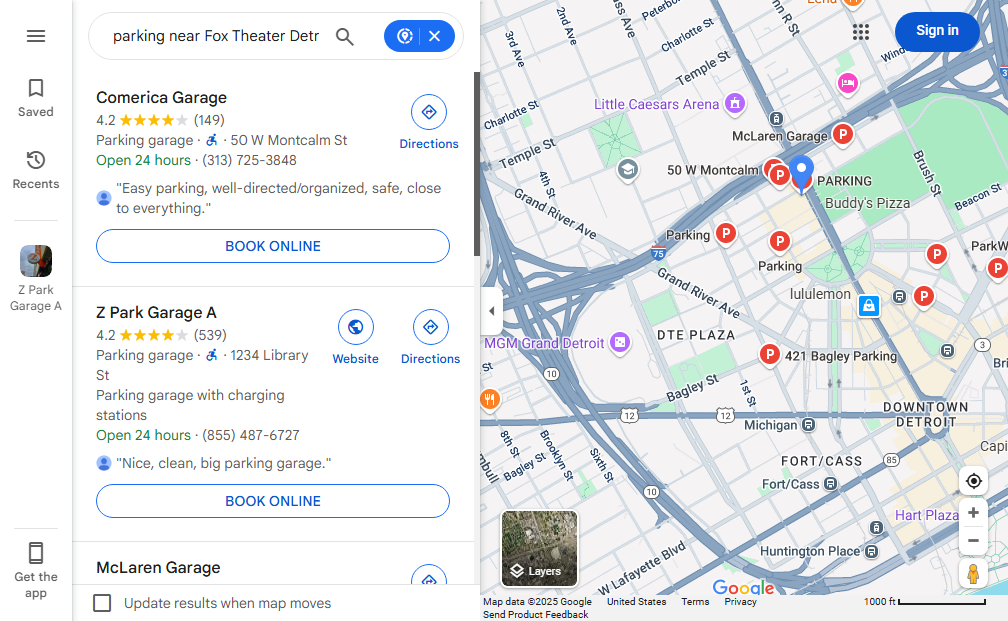 parking near Fox Theater Detr
Saved
Recents
Z Park
Garage A
Get the
app
Comerica Garage
4.2 (149)
Parking garage · 50 W Montcalm St
Open 24 hours · (313) 725-3848
"Easy parking, well-directed/organized, safe, close
to everything."
Directions
BOOK ONLINE
Z Park Garage A
4.2 (539)
Parking garage · 1234 Library
St
Parking garage with charging
stations
Open 24 hours · (855) 487-6727
"Nice, clean, big parking garage."
Website
Directions
BOOK ONLINE
McLaren Garage
Update results when map moves
Sign in
2nd Ave
3rd Ave
Peterboro
Charlotte St
Temple St
Little Caesars Arena
Charlotte St
McLaren Garage
P
Temple St
4th St
50 W Montcalm
P
PARKING
Brush St
Beacon St
Buddy's Pizza
Grand River Ave
Parking
P
P
P
ParkW
P
75
Parking
Grand River Ave
lululemon
P
DTE PLAZA
MGM Grand Detroit
3
P
421 Bagley Parking
10
Bagley St
1st St
12
12
DOWNTOWN
DETROIT
Michigan
8th St
Bagley St
Brooklyn St
Sixth St
FORT/CASS
85
Capi
Fort/Cass
10
Hart Plaza
Huntington Place
W Lafayette Blvd
Layers
Google
Map data ©2025 Google
United States
Terms
Privacy
1000 ft
Send Product Feedback